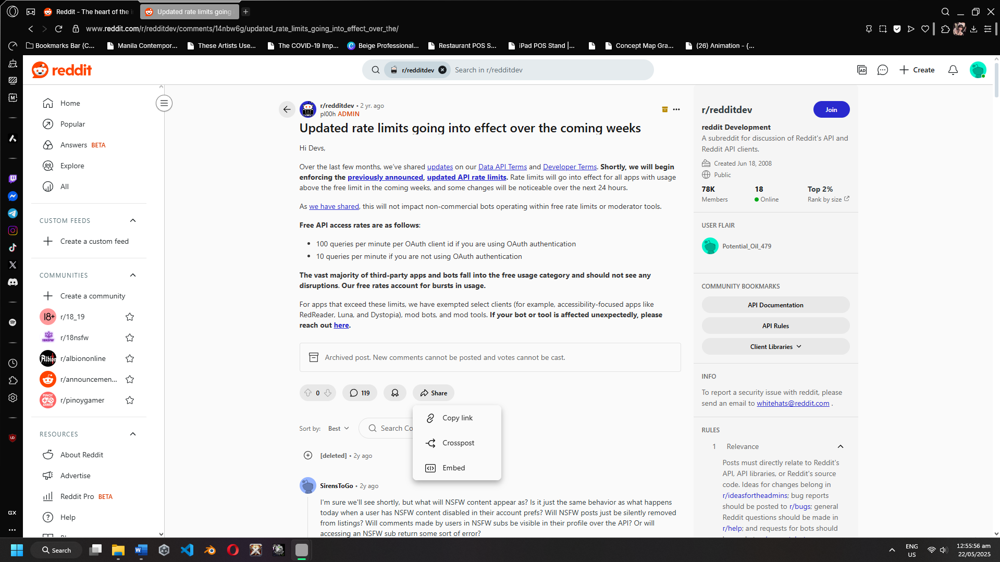 Reddit - The heart of the i
Updated rate limits going
www.reddit.com/r/redditdev/comments/14nbw6g/updated_rate_limits_going_into_effect_over_the/
Bookmarks Bar (C...
Manila Contempor...
These Artists Use...
The COVID-19 Imp...
Beige Professional...
Restaurant POS S...
iPad POS Stand |...
Concept Map Gra...
(26) Animation - {...
reddit
r/redditdev
Search in r/redditdev
AD
Create
Home
Popular
Answers BETA
Explore
All
CUSTOM FEEDS
Create a custom feed
COMMUNITIES
Create a community
18+ r/18_19
18NSFW r/18nsfw
Albion r/albiononline
r/announcemen...
PINOY GAMER r/pinoygamer
RESOURCES
About Reddit
Advertise
Reddit Pro BETA
Help
r/redditdev • 2 yr. ago
pl00h ADMIN
Updated rate limits going into effect over the coming weeks
Hi Devs,
Over the last few months, we’ve shared updates on our Data API Terms and Developer Terms. Shortly, we will begin
enforcing the previously announced, updated API rate limits. Rate limits will go into effect for all apps with usage
above the free limit in the coming weeks, and some changes will be noticeable over the next 24 hours.
As we have shared, this will not impact non-commercial bots operating within free rate limits or moderator tools.
Free API access rates are as follows:
• 100 queries per minute per OAuth client id if you are using OAuth authentication
• 10 queries per minute if you are not using OAuth authentication
The vast majority of third-party apps and bots fall into the free usage category and should not see any
disruptions. Our free rates account for bursts in usage.
For apps that exceed these limits, we have exempted select clients (for example, accessibility-focused apps like
RedReader, Luna, and Dystopia), mod bots, and mod tools. If your bot or tool is affected unexpectedly, please
reach out here.
Archived post. New comments cannot be posted and votes cannot be cast.
0
119
Share
Copy link
Crosspost
Embed
Sort by: Best
Search Co
[deleted] • 2y ago
SirensToGo • 2y ago
I'm sure we'll see shortly, but what will NSFW content appear as? Is it just the same behavior as what happens
today when a user has NSFW content disabled in their account prefs? Will NSFW posts just be silently removed
from listings? Will comments made by users in NSFW subs be visible in their profile over the API? Or will
accessing an NSFW sub return some sort of error?
r/redditdev
Join
reddit Development
A subreddit for discussion of Reddit's API and
Reddit API clients.
Created Jun 18, 2008
Public
78K 18 Top 2%
Members Online Rank by size
USER FLAIR
Potential_Oil_479
COMMUNITY BOOKMARKS
API Documentation
API Rules
Client Libraries
INFO
To report a security issue with reddit, please
send an email to whitehats@reddit.com .
RULES
1 Relevance
Posts must directly relate to Reddit's
API, API libraries, or Reddit's source
code. Ideas for changes belong in
r/ideasfortheadmins; bug reports
should be posted to r/bugs; general
Reddit questions should be made in
r/help; and requests for bots should
GX
Search
ENG
US
12:55:56 am
22/05/2025